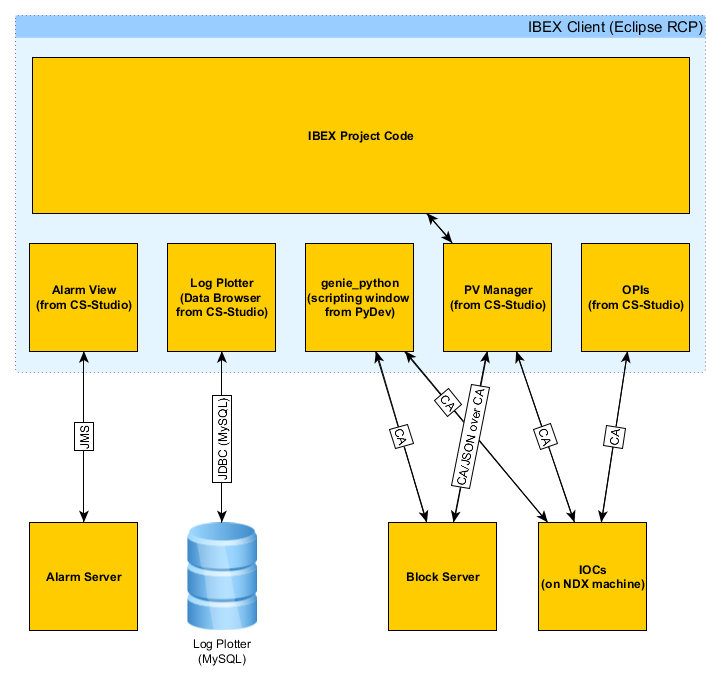 IBEX Client (Eclipse RCP)
IBEX Project Code
Alarm View
(from CS-Studio)
Log Plotter
(Data Browser
from CS-Studio)
genie_python
(scripting window
from PyDev)
PV Manager
(from CS-Studio)
OPIs
(from CS-Studio)
JMS
JDBC (MySQL)
CA
CA
CA/JSON over CA
CA
CA
Alarm Server
Log Plotter
(MySQL)
Block Server
IOCs
(on NDX machine)